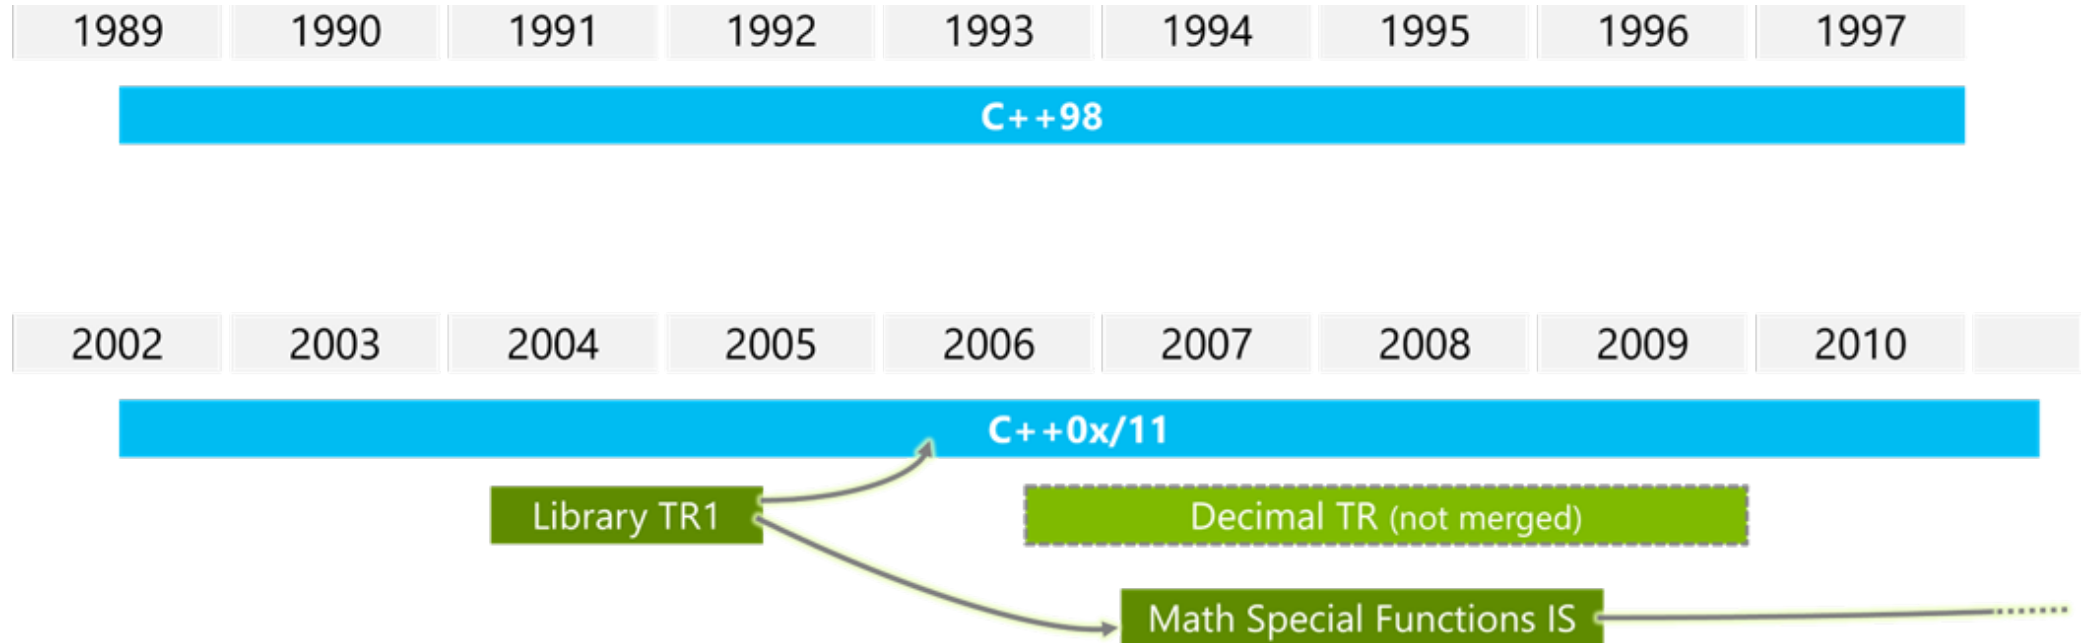 1989 1990 1991 1992 1993 1994 1995 1996 1997
C++98
2002 2003 2004 2005 2006 2007 2008 2009 2010
C++0x/11
Library TR1 Decimal TR (not merged)
Math Special Functions IS